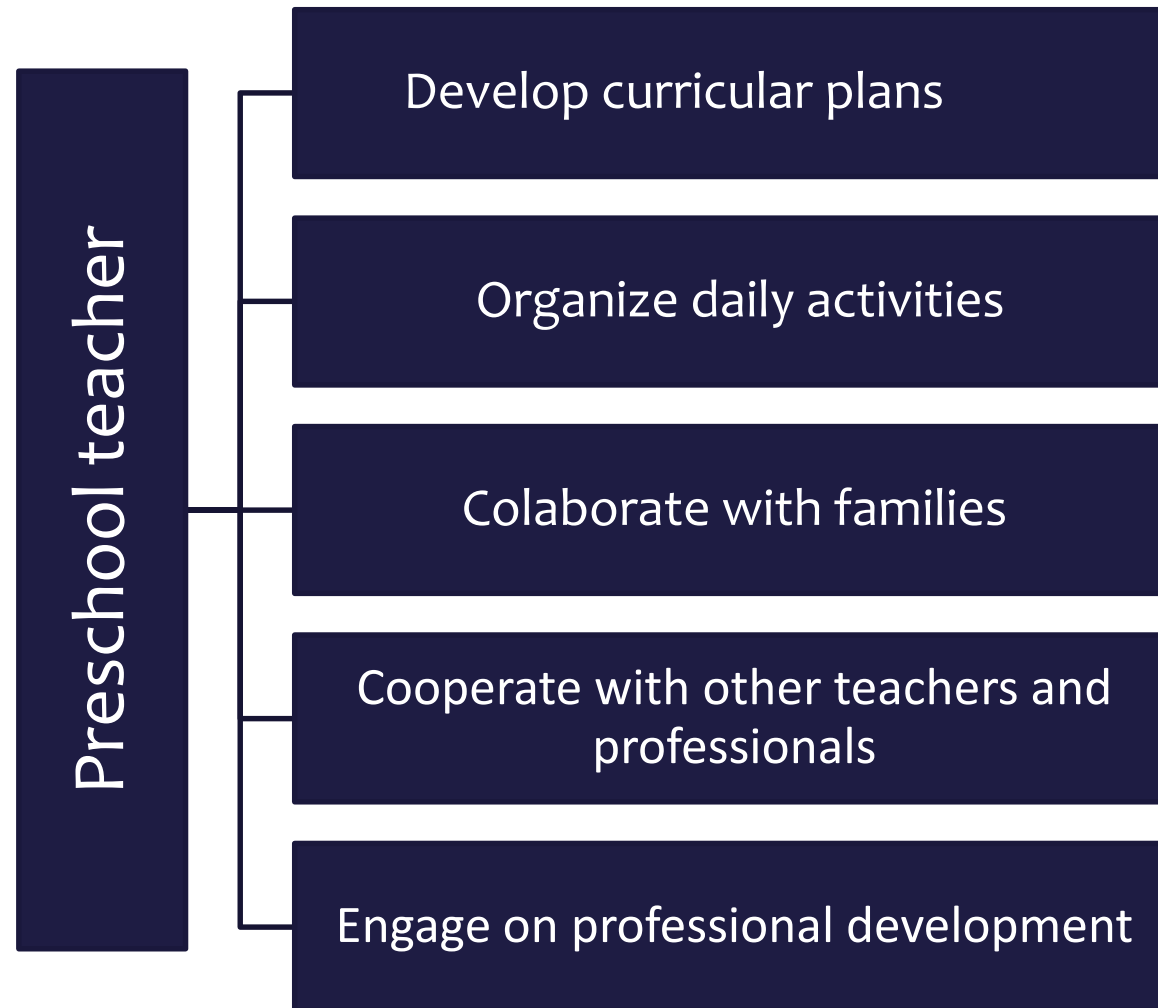 Preschool teacher
Develop curricular plans
Organize daily activities
Colaborate with families
Cooperate with other teachers and
professionals
Engage on professional development